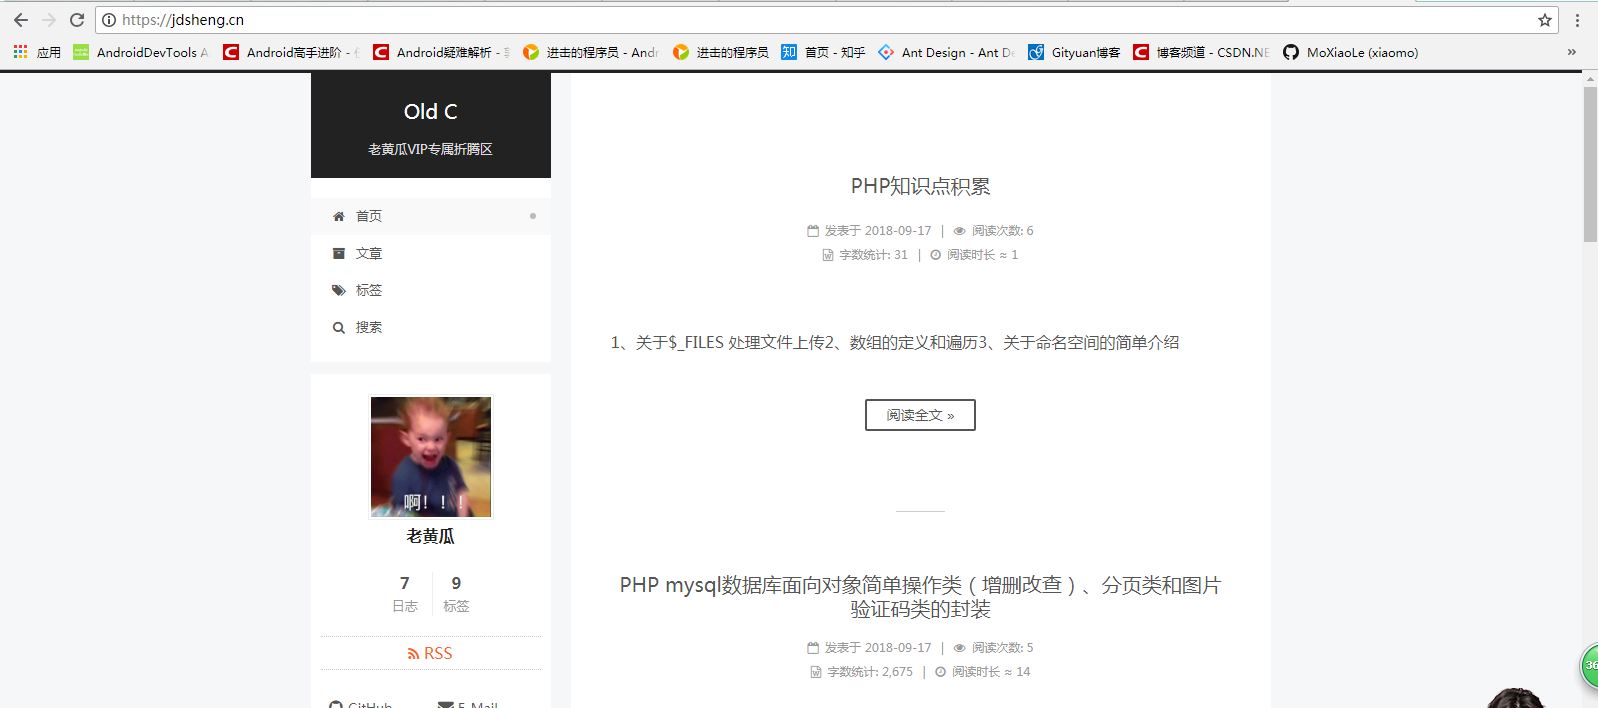 https://jdsheng.cn
应用 AndroidDevTools A Android高手进阶 - Android疑难解析 - 进击的程序员 - And 进击的程序员 首页 - 知乎 Ant Design - Ant De Gityuan博客 博客频道 - CSDN.NE MoXiaoLe (xiaomo) »
Old C
老黄瓜VIP专属折腾区
首页
文章
标签
搜索
啊！！！
老黄瓜
7 9
日志 标签
RSS
GitHub E-Mail
PHP知识点积累
发表于 2018-09-17 | 阅读次数: 6
字数统计: 31 | 阅读时长 ≈ 1
1、关于$_FILES 处理文件上传2、数组的定义和遍历3、关于命名空间的简单介绍
阅读全文 »
PHP mysql数据库面向对象简单操作类（增删改查）、分页类和图片
验证码类的封装
发表于 2018-09-17 | 阅读次数: 5
字数统计: 2,675 | 阅读时长 ≈ 14
36